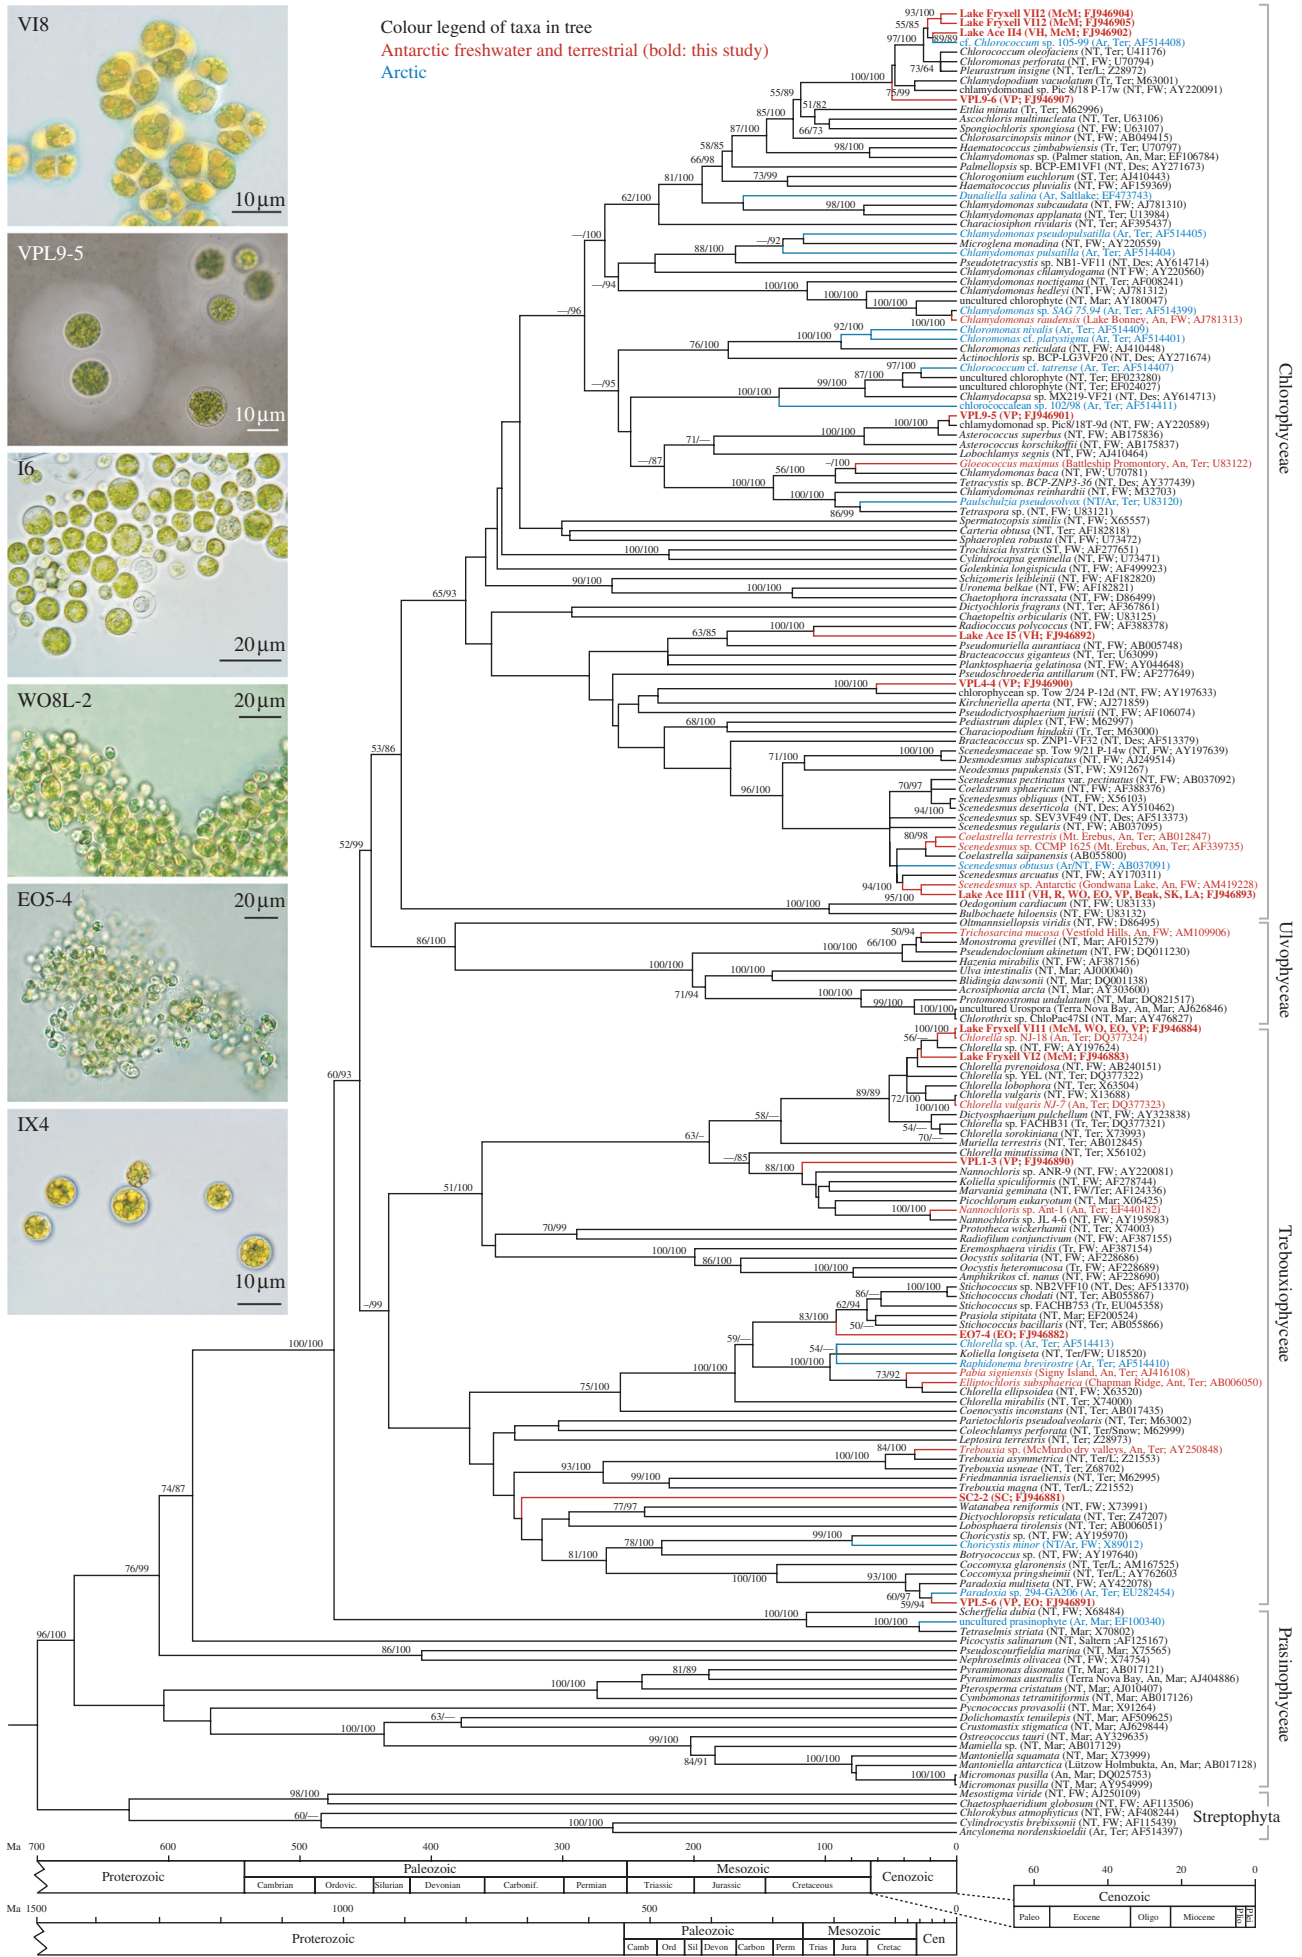 VI8
10 µm
VPL9-5
10 µm
I6
20 µm
WO8L-2
20 µm
EO5-4
20 µm
IX4
10 µm
Colour legend of taxa in tree
Antarctic freshwater and terrestrial (bold: this study)
Arctic
Lake Fryxell VII2 (McM; FJ946904)
Lake Fryxell VI12 (McM; FJ946905)
Lake Ace II4 (VH, McM; FJ946902)
cf. Chlorococcum sp. 105-99 (Ar, Ter; AF514408)
Chlorococcum oleofaciens (NT, Ter; U41176)
Chloromonas perforata (NT, FW; U70794)
Pleurastrum insigne (NT, Ter/L; Z28972)
Chlamydopodium vacuolatum (Tr, Ter; M63001)
chlamydomonad sp. Pic 8/18 P-17w (NT, FW; AY220091)
VPL9-6 (VP; FJ946907)
Ettlia minuta (Tr, Ter; M62996)
Ascochloris multinucleata (NT, Ter; U63106)
Spongiochloris spongiosa (NT, FW; U63107)
Chlorosarcinopsis minor (NT, FW; AB049415)
Haematococcus zimbabwiensis (Tr, Ter; U70797)
Chlamydomonas sp. (Palmer station, An, Mar; EF106784)
Palmellopsis sp. BCP-EM1VF1 (NT, Des; AY271673)
Chlorogonium euchlorum (ST, Ter; AJ410443)
Haematococcus pluvialis (NT, FW; AF159369)
Dunaliella salina (Ar, Saltlake; EF473743)
Chlamydomonas subcaudata (NT, FW; AJ781310)
Chlamydomonas applanata (NT, Ter; U13984)
Characiosiphon rivularis (NT, Ter; AF395437)
Chlamydomonas pseudopulsatilla (Ar, Ter; AF514405)
Microglena monadina (NT, FW; AY220559)
Chlamydomonas pulsatilla (Ar, Ter; AF514404)
Pseudotetracystis sp. NB1-VF11 (NT, Des; AY614714)
Chlamydomonas chlamydogama (NT FW; AY220560)
Chlamydomonas noctigama (NT, Ter; AF008241)
Chlamydomonas hedleyi (NT, FW; AJ781312)
uncultured chlorophyte (NT, Mar; AY180047)
Chlamydomonas sp. SAG 75.94 (Ar, Ter; AF514399)
Chlamydomonas raudensis (Lake Bonney, An, FW; AJ781313)
Chloromonas nivalis (Ar, Ter; AF514409)
Chloromonas cf. platystigma (Ar, Ter; AF514401)
Chloromonas reticulata (NT, FW; AJ410448)
Actinochloris sp. BCP-LG3VF20 (NT, Des; AY271674)
Chlorococcum cf. tatrense (Ar, Ter; AF514407)
uncultured chlorophyte (NT, Ter; EF023280)
uncultured chlorophyte (NT, Ter; EF024027)
Chlamydocapsa sp. MX219-VF21 (NT, Des; AY614713)
chlorococcalean sp. 102/98 (Ar, Ter; AF514411)
VPL9-5 (VP; FJ946901)
chlamydomonad sp. Pic8/18T-9d (NT, FW; AY220589)
Asterococcus superbus (NT, FW; AB175836)
Asterococcus korschikoffii (NT, FW; AB175837)
Lobochlamys segnis (NT, FW; AJ410464)
Gloeococcus maximus (Battleship Promontory, An, Ter; U83122)
Chlamydomonas baca (NT, FW; U70781)
Tetracystis sp. BCP-ZNP3-36 (NT, Des; AY377439)
Chlamydomonas reinhardtii (NT, FW; M32703)
Paulschulzia pseudovolvox (NT/Ar, Ter; U83120)
Tetraspora sp. (NT, FW; U83121)
Spermatozopsis similis (NT, FW; X65557)
Carteria obtusa (NT, Ter; AF182818)
Sphaeroplea robusta (NT, FW; U73472)
Trochiscia hystrix (ST, FW; AF277651)
Cylindrocapsa geminella (NT, FW; U73471)
Golenkinia longispicula (NT, FW; AF499923)
Schizomeris leibleinii (NT, FW; AF182820)
Uronema belkae (NT, FW; AF182821)
Chaetophora incrassata (NT, FW; D86499)
Dictyochloris fragrans (NT, Ter; AF367861)
Chaetopeltis orbicularis (NT, FW; U83125)
Radiococcus polycoccus (NT, FW; AF388378)
Lake Ace I5 (VH; FJ946892)
Pseudomuriella aurantiaca (NT, FW; AB005748)
Bracteacoccus giganteus (NT, Ter; U63099)
Planktosphaeria gelatinosa (NT, FW; AY044648)
Pseudoschroederia antillarum (NT, FW; AF277649)
VPL4-4 (VP; FJ946900)
chlorophycean sp. Tow 2/24 P-12d (NT, FW; AY197633)
Kirchneriella aperta (NT, FW; AJ271859)
Pseudodictyosphaerium jurisii (NT, FW; AF106074)
Pediastrum duplex (NT, FW; M62997)
Characiopodium hindakii (Tr, Ter; M63000)
Bracteacoccus sp. ZNP1-VF32 (NT, Des; AF513379)
Scenedesmaceae sp. Tow 9/21 P-14w (NT, FW; AY197639)
Desmodesmus subspicatus (NT, FW; AJ249514)
Neodesmus pupukensis (ST, FW; X91267)
Scenedesmus pectinatus var. pectinatus (NT, FW; AB037092)
Coelastrum sphaericum (NT, FW; AF388376)
Scenedesmus obliquus (NT, FW; X56103)
Scenedesmus deserticola (NT, Des; AY510462)
Scenedesmus sp. SEV3VF49 (NT, Des; AF513373)
Scenedesmus regularis (NT, FW; AB037095)
Coelastrella terrestris (Mt. Erebus, An, Ter; AB012847)
Scenedesmus sp. CCMP 1625 (Mt. Erebus, An, Ter; AF339735)
Coelastrella saipanensis (AB055800)
Scenedesmus obtusus (Ar/NT, FW; AB037091)
Scenedesmus arcuatus (NT, FW; AY170311)
Scenedesmus sp. Antarctic (Gondwana Lake, An, FW; AM419228)
Lake Ace II11 (VH, R, WO, EO, VP, Beak, SK, LA; FJ946893)
Oedogonium cardiacum (NT, FW; U83133)
Bulbochaete hiloensis (NT, FW; U83132)
Oltmannsiellopsis viridis (NT, FW; D86495)
Trichosarcina mucosa (Vestfold Hills, An, FW; AM109906)
Monostroma grevillei (NT, Mar; AF015279)
Pseudendoclonium akinetum (NT, FW; DQ011230)
Hazenia mirabilis (NT, FW; AF387156)
Ulva intestinalis (NT, Mar; AJ000040)
Blidingia dawsonii (NT, Mar; DQ001138)
Acrosiphonia arcta (NT, Mar; AY303600)
Protomonostroma undulatum (NT, Mar; DQ821517)
uncultured Urospora (Terra Nova Bay, An, Mar; AJ626846)
Chlorothrix sp. ChloPac47SI (NT, Mar; AY476827)
Lake Fryxell VI11 (McM, WO, EO, VP; FJ946884)
Chlorella sp. NJ-18 (An, Ter; DQ377324)
Chlorella sp. (NT, FW; AY197624)
Lake Fryxell VI2 (McM; FJ946883)
Chlorella pyrenoidosa (NT, FW; AB240151)
Chlorella sp. YEL (NT, Ter; DQ377322)
Chlorella lobophora (NT, Ter; X63504)
Chlorella vulgaris (NT, FW; X13688)
Chlorella vulgaris NJ-7 (An, Ter; DQ377323)
Dictyosphaerium pulchellum (NT, FW; AY323838)
Chlorella sp. FACHB31 (Tr, Ter; DQ377321)
Chlorella sorokiniana (NT, Ter; X73993)
Muriella terrestris (NT, Ter; AB012845)
Chlorella minutissima (NT, Ter; X56102)
VPL1-3 (VP; FJ946890)
Nannochloris sp. ANR-9 (NT, FW; AY220081)
Koliella spiculiformis (NT, FW; AF278744)
Marvania geminata (NT, FW/Ter; AF124336)
Picochlorum eukaryotum (NT, Mar; X06425)
Nannochloris sp. Ant-1 (An, Ter; EF440182)
Nannochloris sp. JL 4-6 (NT, FW; AY195983)
Prototheca wickerhamii (NT, Ter; X74003)
Radiofilum conjunctivum (NT, FW; AF387155)
Eremosphaera viridis (Tr, FW; AF387154)
Oocystis solitaria (NT, FW; AF228686)
Oocystis heteromucosa (Tr, FW; AF228689)
Amphikrikos cf. nanus (NT, FW; AF228690)
Stichococcus sp. NB2VFF10 (NT, Des; AF513370)
Stichococcus chodati (NT, Ter; AB055867)
Stichococcus sp. FACHB753 (Tr, EU045358)
Prasiola stipitata (NT, Mar; EF200524)
Stichococcus bacillaris (NT, Ter; AB055866)
EO7-4 (EO; FJ946882)
Chlorella sp. (Ar, Ter; AF514413)
Koliella longiseta (NT, Ter/FW; U18520)
Raphidonema brevirostre (Ar, Ter; AF514410)
Pabia signiensis (Signy Island, An, Ter; AJ416108)
Elliptochloris subsphaerica (Chapman Ridge, Ant, Ter; AB006050)
Chlorella ellipsoidea (NT, FW; X63520)
Chlorella mirabilis (NT, Ter; X74000)
Coenocystis inconstans (NT, Ter; AB017435)
Parietochloris pseudoalveolaris (NT, Ter; M63002)
Coleochlamys perforata (NT, Ter/Snow; M62999)
Leptosira terrestris (NT, Ter; Z28973)
Trebouxia sp. (McMurdo dry valleys, An, Ter; AY250848)
Trebouxia asymmetrica (NT, Ter/L; Z21553)
Trebouxia usneae (NT, Ter; Z68702)
Friedmannia israeliensis (NT, Ter; M62995)
Trebouxia magna (NT, Ter/L; Z21552)
SC2-2 (SC; FJ946881)
Watanabea reniformis (NT, FW; X73991)
Dictyochloropsis reticulata (NT, Ter; Z47207)
Lobosphaera tirolensis (NT, Ter; AB006051)
Choricystis sp. (NT, FW; AY195970)
Choricystis minor (NT/Ar, FW; X89012)
Botryococcus sp. (NT, FW; AY197640)
Coccomyxa glaronensis (NT, Ter/L; AM167525)
Coccomyxa pringsheimii (NT, Ter/L; AY762603
Paradoxia multiseta (NT, FW; AY422078)
Paradoxia sp. 294-GA206 (Ar, Ter; EU282454)
VPL5-6 (VP, EO; FJ946891)
Scherffelia dubia (NT, FW; X68484)
uncultured prasinophyte (Ar, Mar; EF100340)
Tetraselmis striata (NT, Mar; X70802)
Picocystis salinarum (NT, Saltern ;AF125167)
Pseudoscourfieldia marina (NT, Mar; X75565)
Nephroselmis olivacea (NT, FW; X74754)
Pyramimonas disomata (Tr, Mar; AB017121)
Pyramimonas australis (Terra Nova Bay, An, Mar; AJ404886)
Pterosperma cristatum (NT, Mar; AJ010407)
Cymbomonas tetramitiformis (NT, Mar; AB017126)
Pycnococcus provasolii (NT, Mar; X91264)
Dolichomastix tenuilepis (NT, Mar; AF509625)
Crustomastix stigmatica (NT, Mar; AJ629844)
Ostreococcus tauri (NT, Mar; AY329635)
Mamiella sp. (NT, Mar; AB017129)
Mantoniella squamata (NT, Mar; X73999)
Mantoniella antarctica (Lützow Holmbukta, An, Mar; AB017128)
Micromonas pusilla (An, Mar; DQ025753)
Micromonas pusilla (NT, Mar; AY954999)
Mesostigma viride (NT, FW; AJ250109)
Chaetosphaeridium globosum (NT, FW; AF113506)
Chlorokybus atmophyticus (NT, FW; AF408244)
Cylindrocystis brebissonii (NT, FW; AF115439)
Ancylonema nordenskioeldii (Ar, Ter; AF514397)
Chlorophyceae
Ulvophyceae
Trebouxiophyceae
Prasinophyceae
Streptophyta
Ma 700 600 500 400 300 200 100 0
Proterozoic Paleozoic Mesozoic Cenozoic
Cambrian Ordovic. Silurian Devonian Carbonif. Permian Triassic Jurassic Cretaceous
60 40 20 0
Cenozoic
Paleo Eocene Oligo Miocene Plio Plei
Ma 1500 1000 500 0
Proterozoic Paleozoic Mesozoic Cen
Camb Ord Sil Devon Carbon Perm Trias Jura Cretac